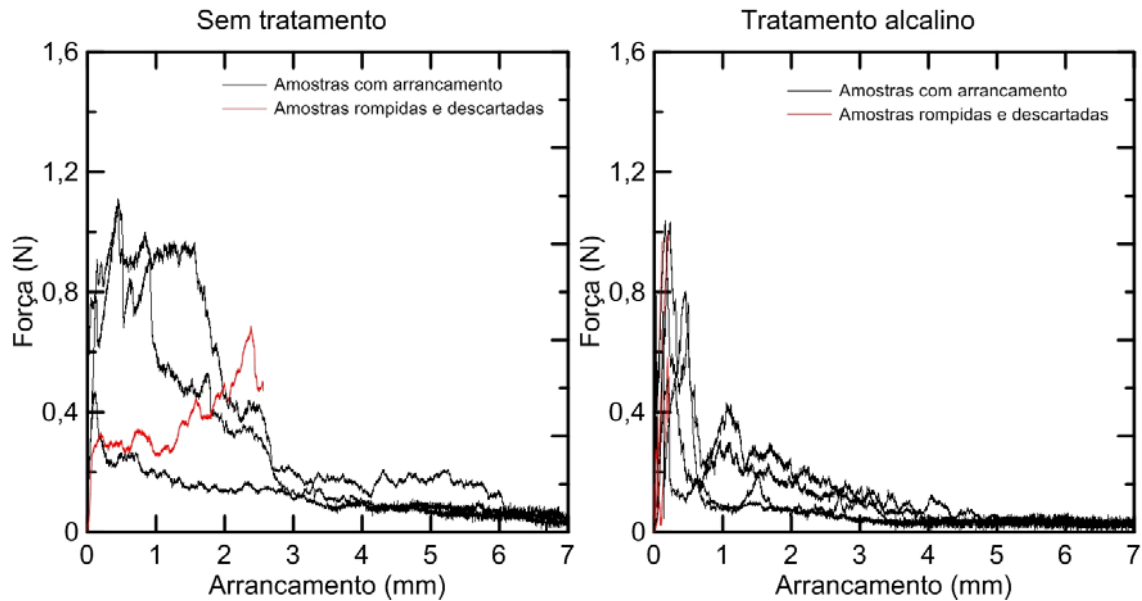 Sem tratamento
1,6
Amostras com arrancamento
Amostras rompidas e descartadas
1,2
0,8
0,4
0
Força (N)
0 1 2 3 4 5 6 7
Arrancamento (mm)
Tratamento alcalino
1,6
Amostras com arrancamento
Amostras rompidas e descartadas
1,2
0,8
0,4
0
Força (N)
0 1 2 3 4 5 6 7
Arrancamento (mm)